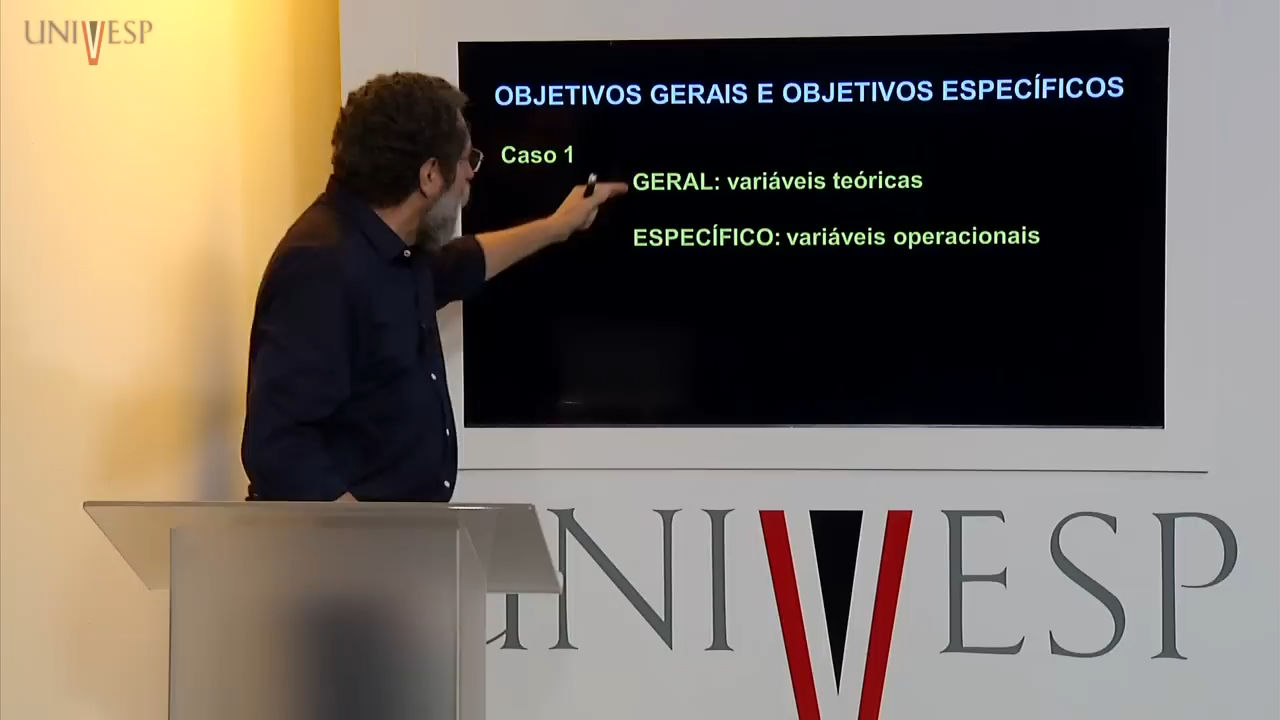 UNIVESP
OBJETIVOS GERAIS E OBJETIVOS ESPECÍFICOS
Caso 1
GERAL: variáveis teóricas
ESPECÍFICO: variáveis operacionais
UNIVESP